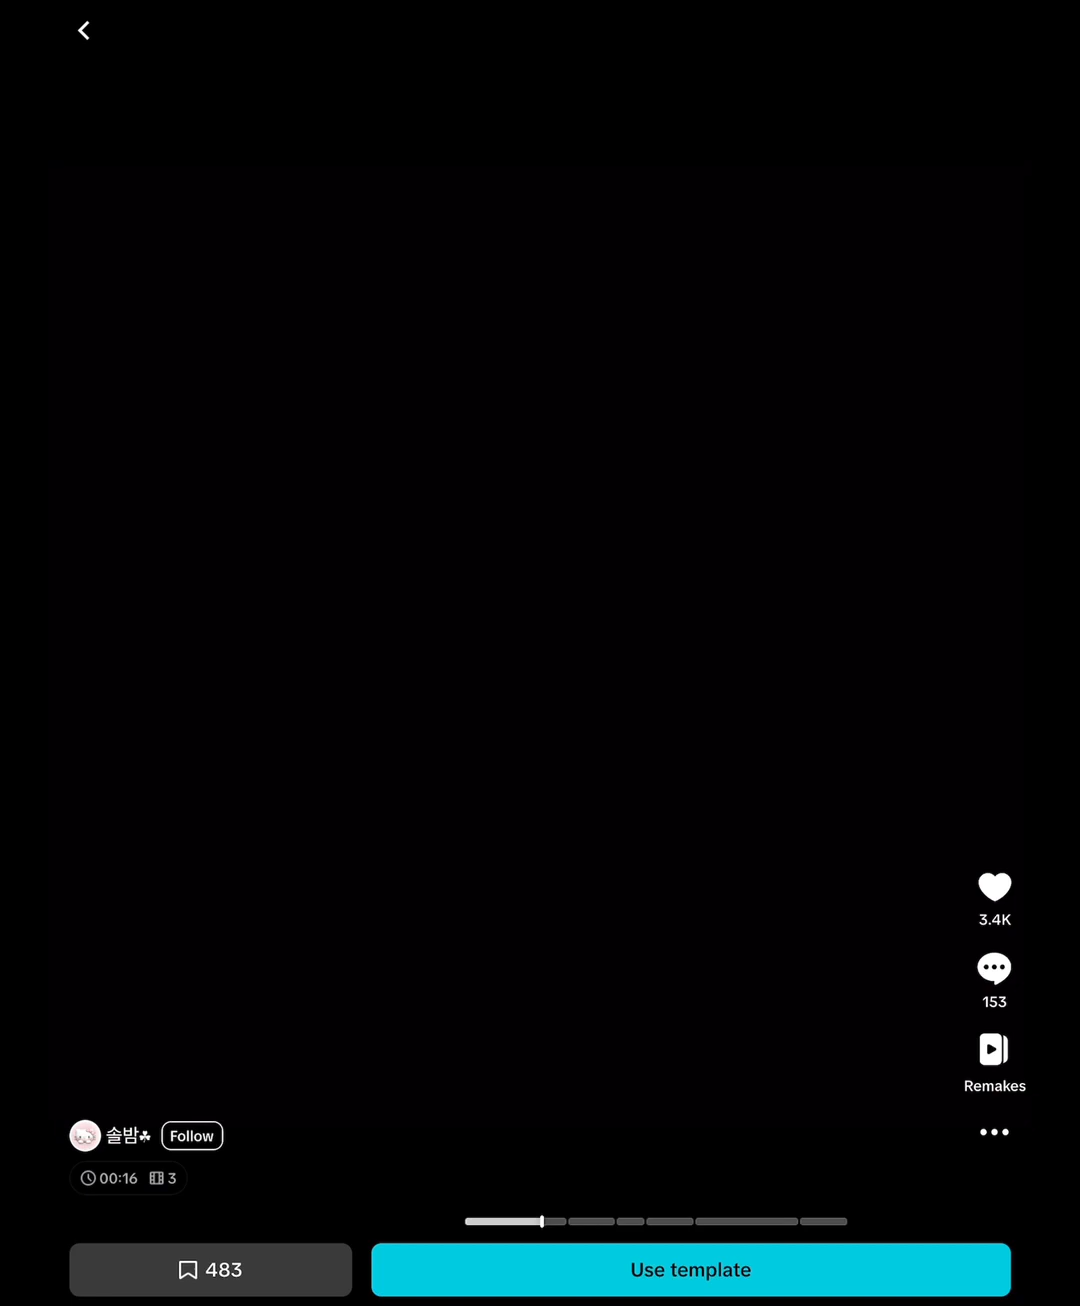 3.4K
153
Remakes
솔밤☘ Follow
00:16 3
483
Use template